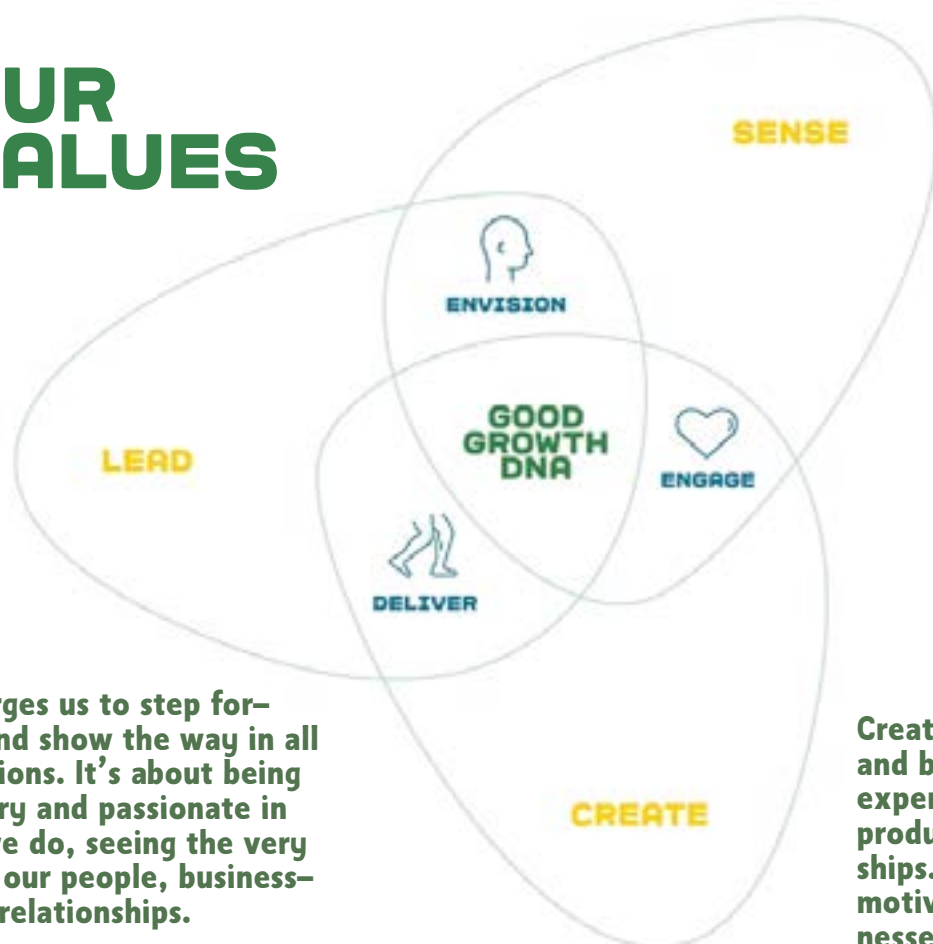 UR
ALUES
SENSE
ENVISION
GOOD
GROWTH
DNA
ENGAGE
LEAD
DELIVER
rges us to step for–
nd show the way in all
ions. It’s about being
ry and passionate in
ve do, seeing the very
our people, business–
relationships.
CREATE
Creat
and b
exper
produ
ships.
motiv
nesse